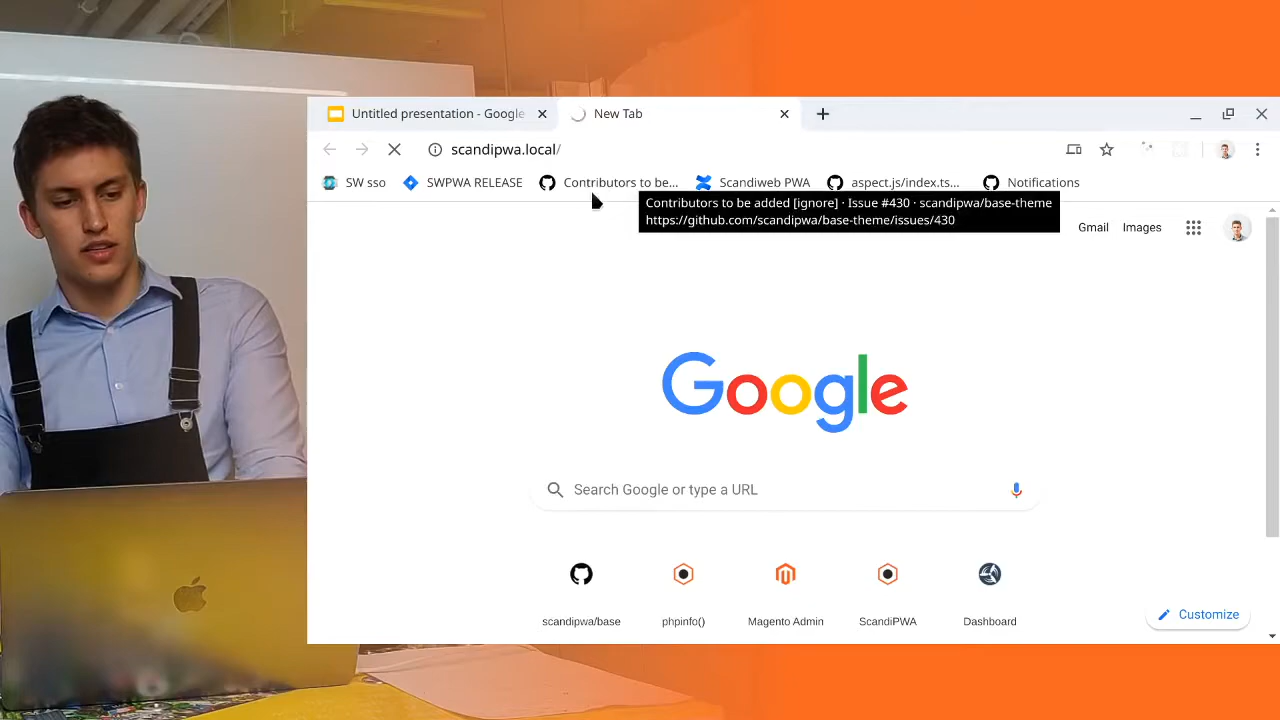 Untitled presentation - Google
New Tab
scandipwa.local/
SW sso
SWPWA RELEASE
Contributors to be...
Scandiweb PWA
aspect.js/index.ts...
Notifications
Contributors to be added [ignore] · Issue #430 · scandipwa/base-theme
https://github.com/scandipwa/base-theme/issues/430
Gmail
Images
Google
Search Google or type a URL
scandipwa/base
phpinfo()
Magento Admin
ScandiPWA
Dashboard
Customize